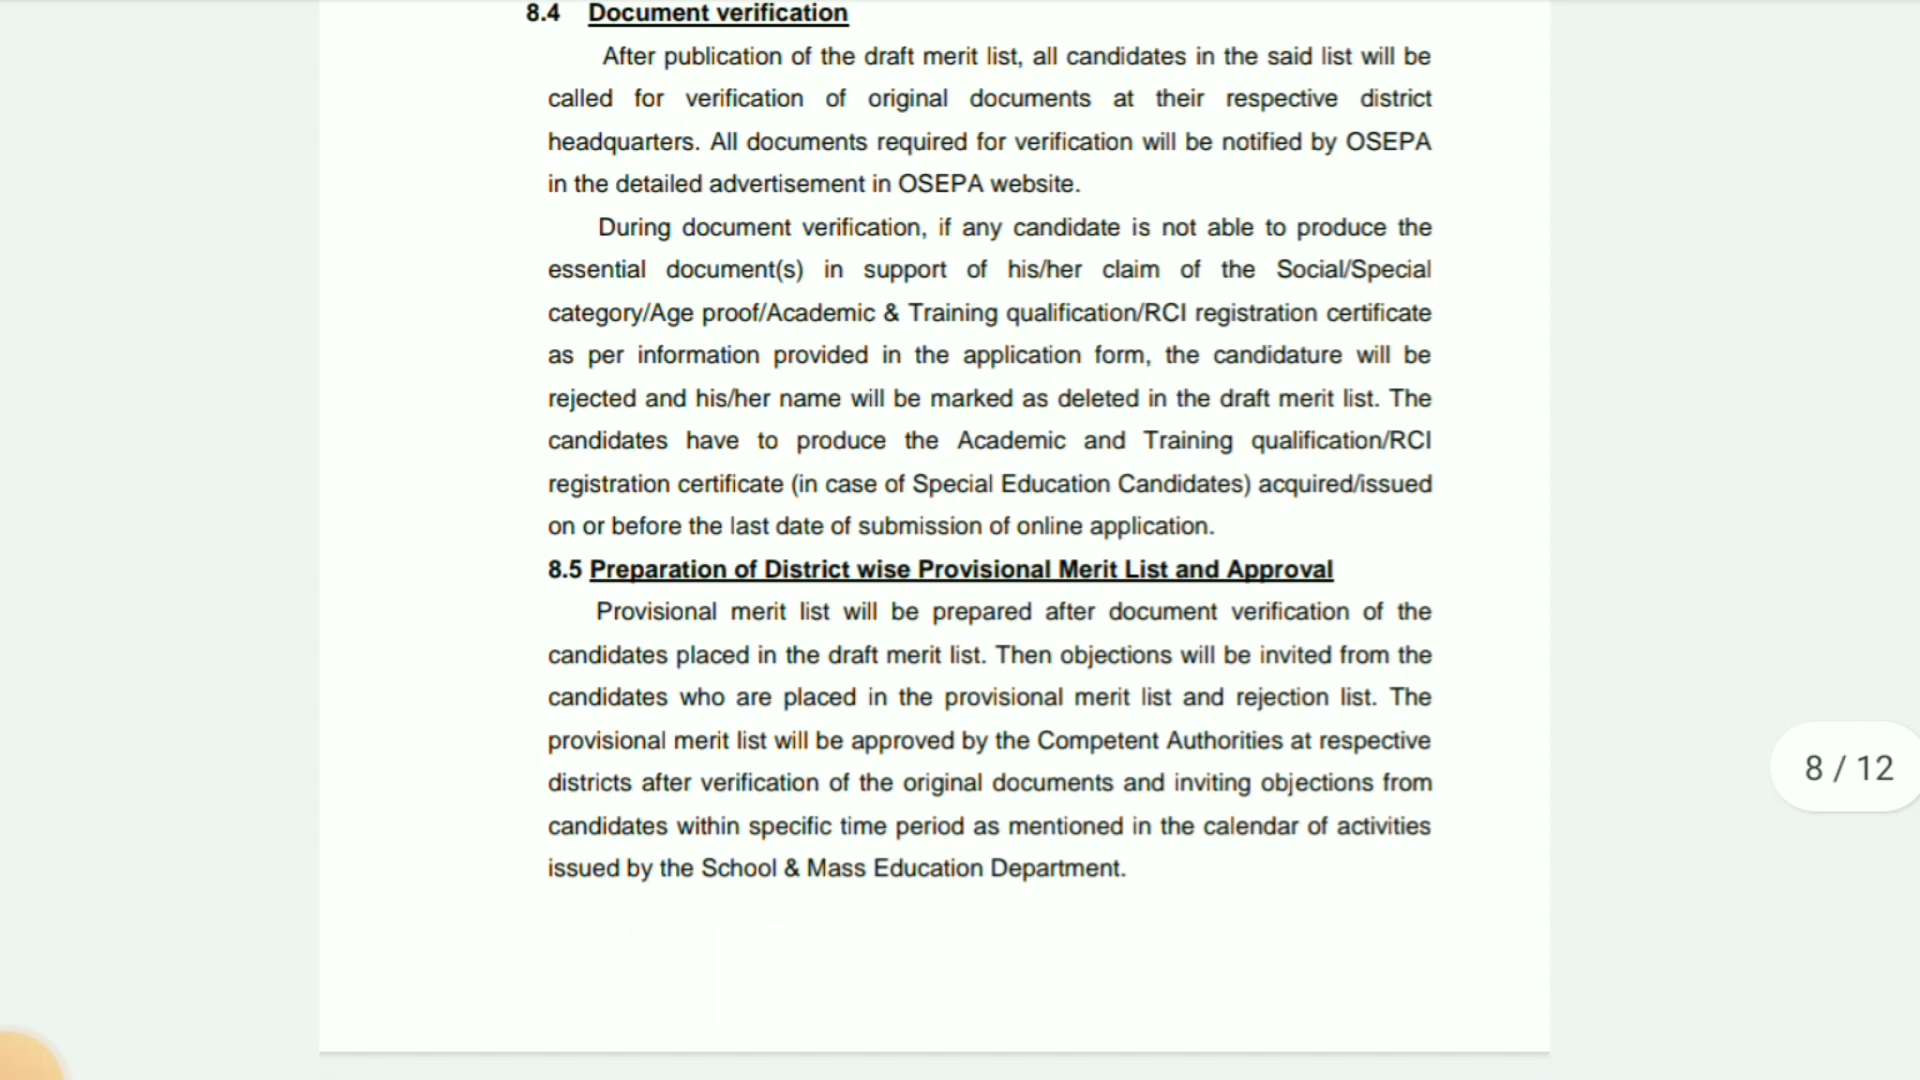 8.4 Document verification
After publication of the draft merit list, all candidates in the said list will be
called for verification of original documents at their respective district
headquarters. All documents required for verification will be notified by OSEPA
in the detailed advertisement in OSEPA website.
During document verification, if any candidate is not able to produce the
essential document(s) in support of his/her claim of the Social/Special
category/Age proof/Academic & Training qualification/RCI registration certificate
as per information provided in the application form, the candidature will be
rejected and his/her name will be marked as deleted in the draft merit list. The
candidates have to produce the Academic and Training qualification/RCI
registration certificate (in case of Special Education Candidates) acquired/issued
on or before the last date of submission of online application.
8.5 Preparation of District wise Provisional Merit List and Approval
Provisional merit list will be prepared after document verification of the
candidates placed in the draft merit list. Then objections will be invited from the
candidates who are placed in the provisional merit list and rejection list. The
provisional merit list will be approved by the Competent Authorities at respective
districts after verification of the original documents and inviting objections from
candidates within specific time period as mentioned in the calendar of activities
issued by the School & Mass Education Department.
8 / 12